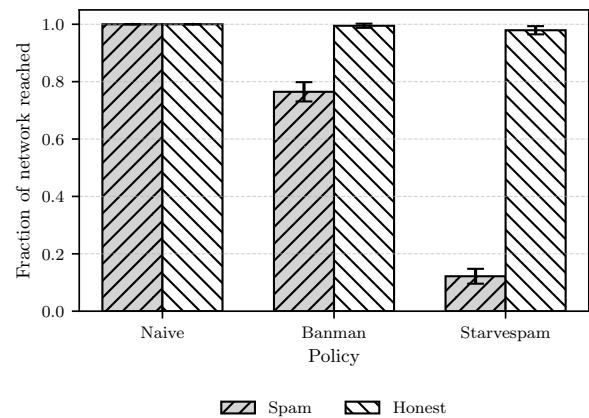 Fraction of network reached
1.0
0.8
0.6
0.4
0.2
0.0
Naive Banman Starvespam
Policy
Spam Honest